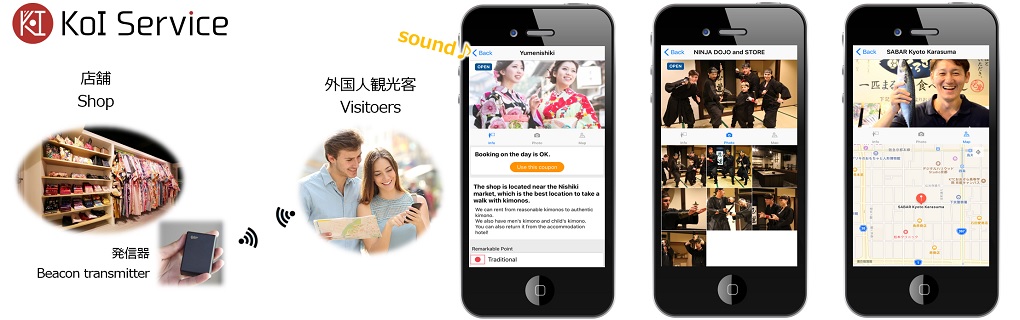 KI KoI Service
店舗
Shop
外国人観光客
Visitoers
発信器
Beacon transmitter
sound♪
Back
Yumenishiki
OPEN
Info
Photo
Map
Booking on the day is OK.
Use this coupon
The shop is located near the Nishiki
market, which is the best location to take a
walk with kimonos.
We can rent from reasonable kimonos to authentic
kimono.
We also have men's kimono and child's kimono.
You can also return it from the accommodation
hotel!
Remarkable Point
Traditional
Back
NINJA DOJO and STORE
OPEN
Info
Photo
Map
Back
SABAR Kyoto Karasuma
Info
Photo
Map
SABAR Kyoto Karasuma